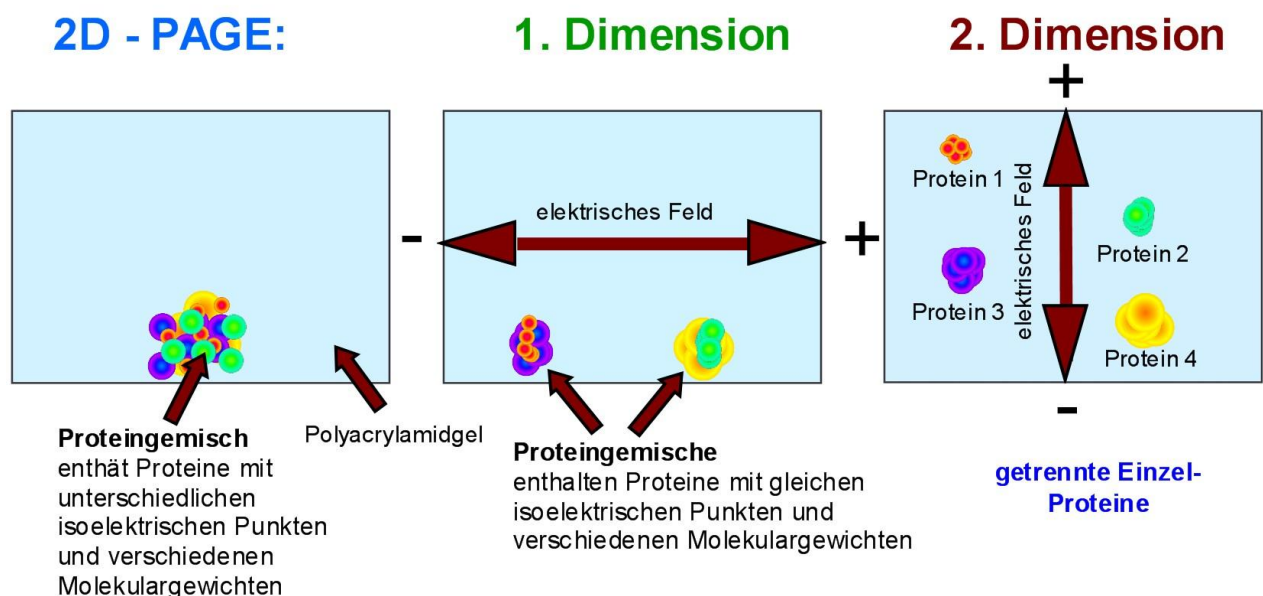 2D - PAGE:
1. Dimension
2. Dimension
+
elektrisches Feld
-
+
elektrisches Feld
Protein 1
Protein 2
Protein 3
Protein 4
-
Proteingemisch
enthät Proteine mit
unterschiedlichen
isoelektrischen Punkten
und verschiedenen
Molekulargewichten
Polyacrylamidgel
Proteingemische
enthalten Proteine mit gleichen
isoelektrischen Punkten und
verschiedenen Molekulargewichten
getrennte Einzel-
Proteine